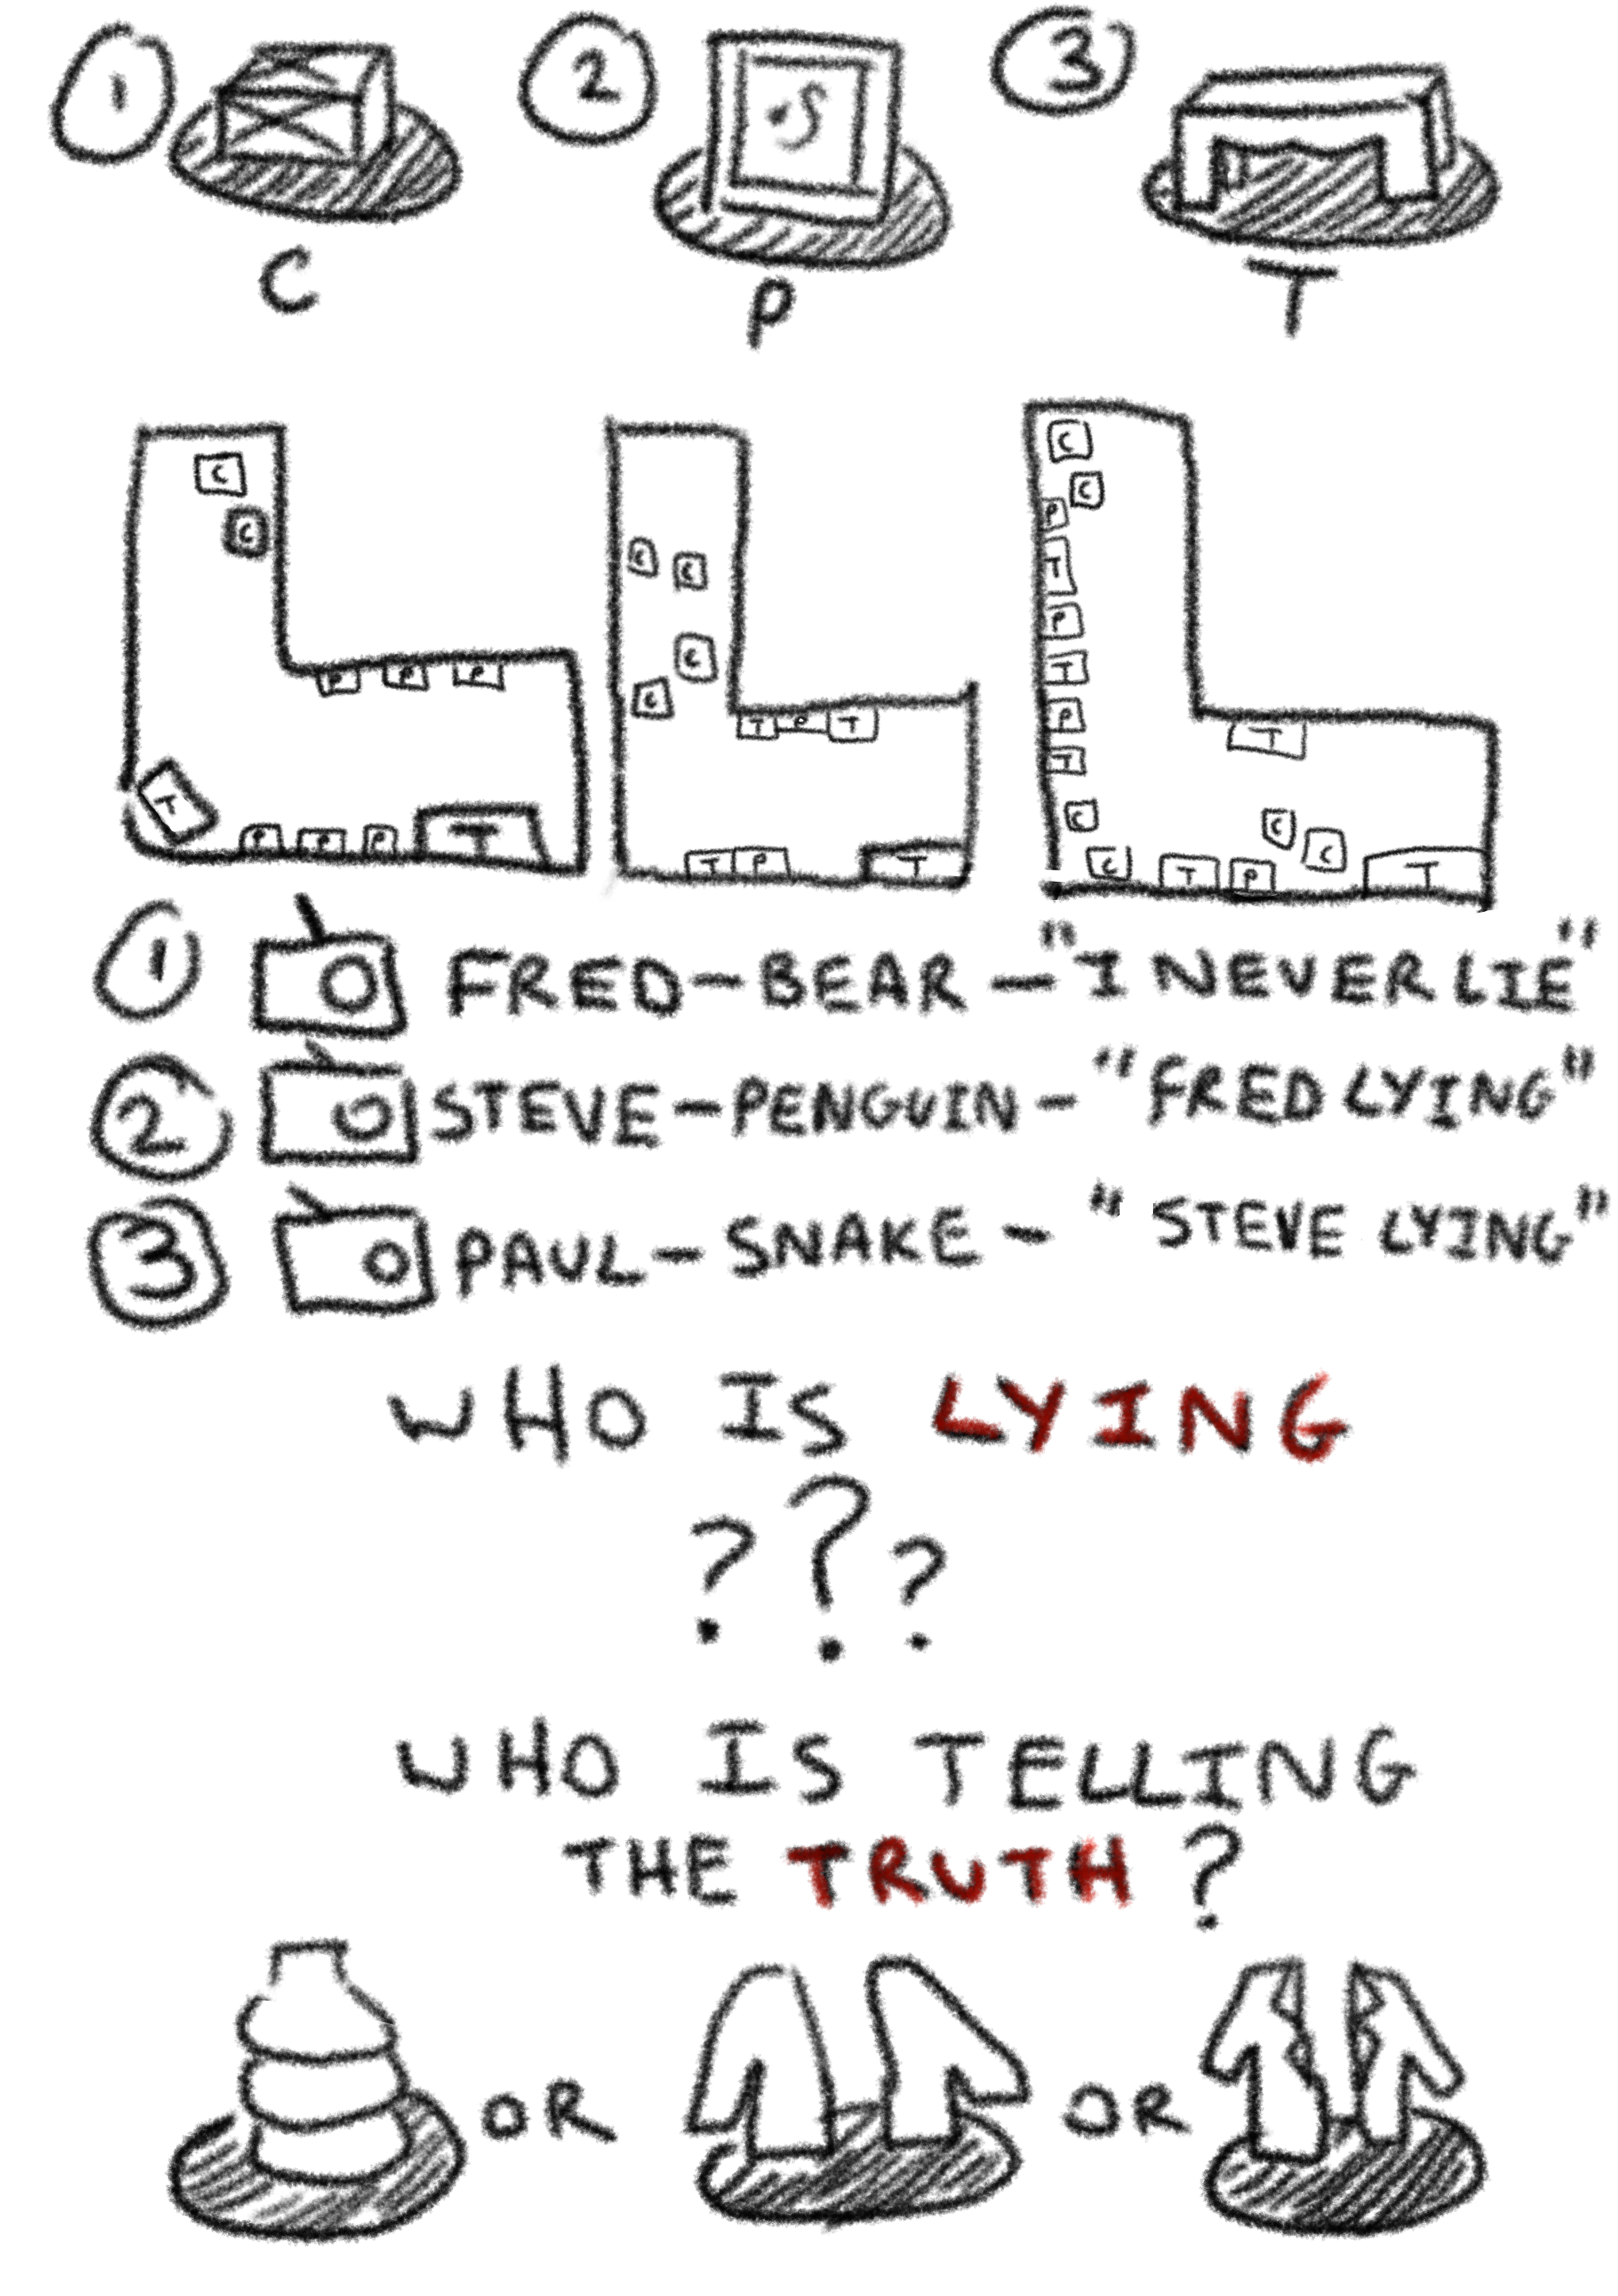 1 2 3
S
C P T
C C P P P T P P P T
C C C C T P T T P T
C C P T P T P T C C T P T C C T
1 FRED-BEAR-"I NEVER LIE"
2 STEVE-PENGUIN-"FRED LYING"
3 PAUL-SNAKE-"STEVE LYING"
WHO IS LYING
???
WHO IS TELLING
THE TRUTH?
OR OR